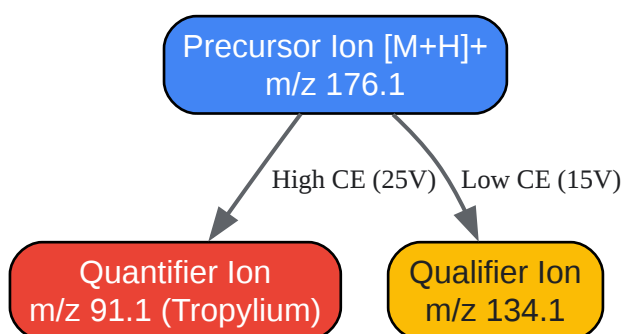 Precursor Ion [M+H]+
m/z 176.1
High CE (25V)
Low CE (15V)
Quantifier Ion
m/z 91.1 (Tropylium)
Qualifier Ion
m/z 134.1